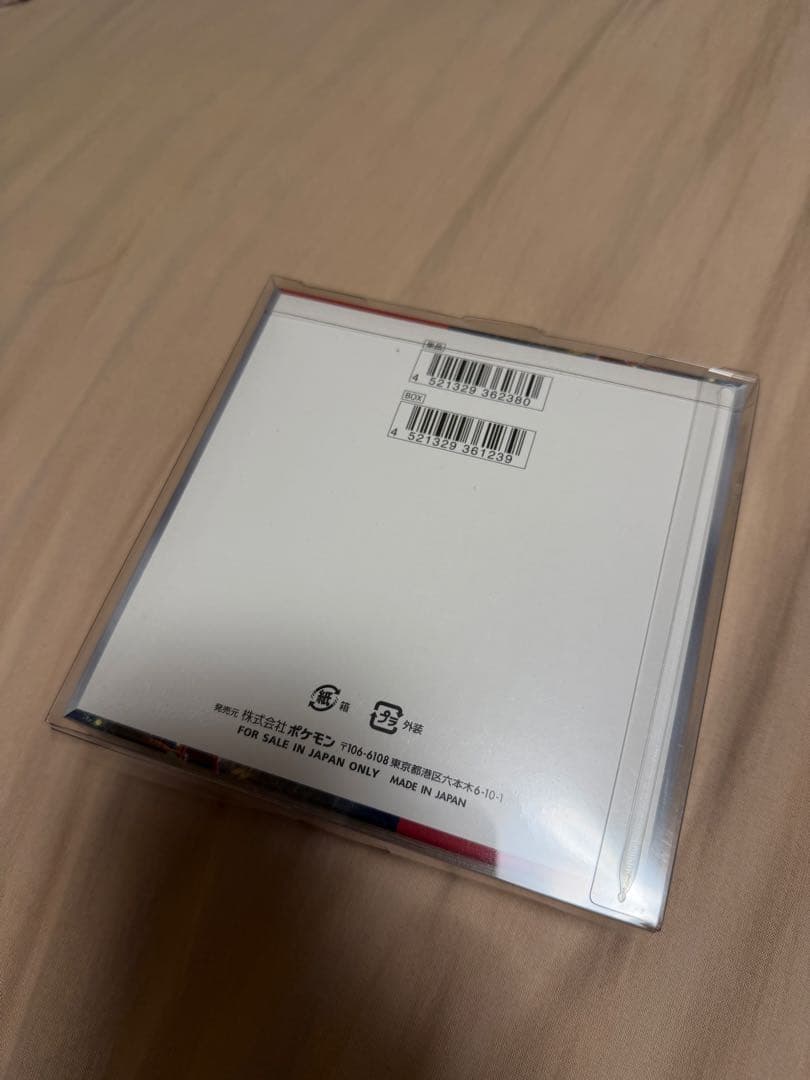 単品
4 521329 362380
BOX
4 521329 361239
紙 箱 プラ 外装
発売元 株式会社 ポケモン 〒106-6108 東京都港区六本木6-10-1
FOR SALE IN JAPAN ONLY MADE IN JAPAN